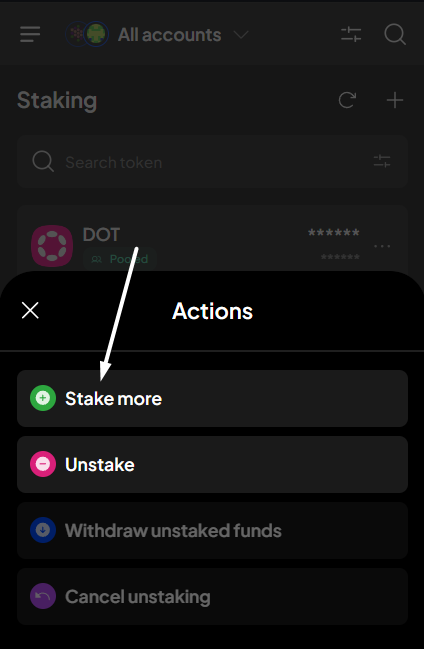 All accounts
Staking
Search token
DOT
******
Pooled
******
Actions
Stake more
Unstake
Withdraw unstaked funds
Cancel unstaking